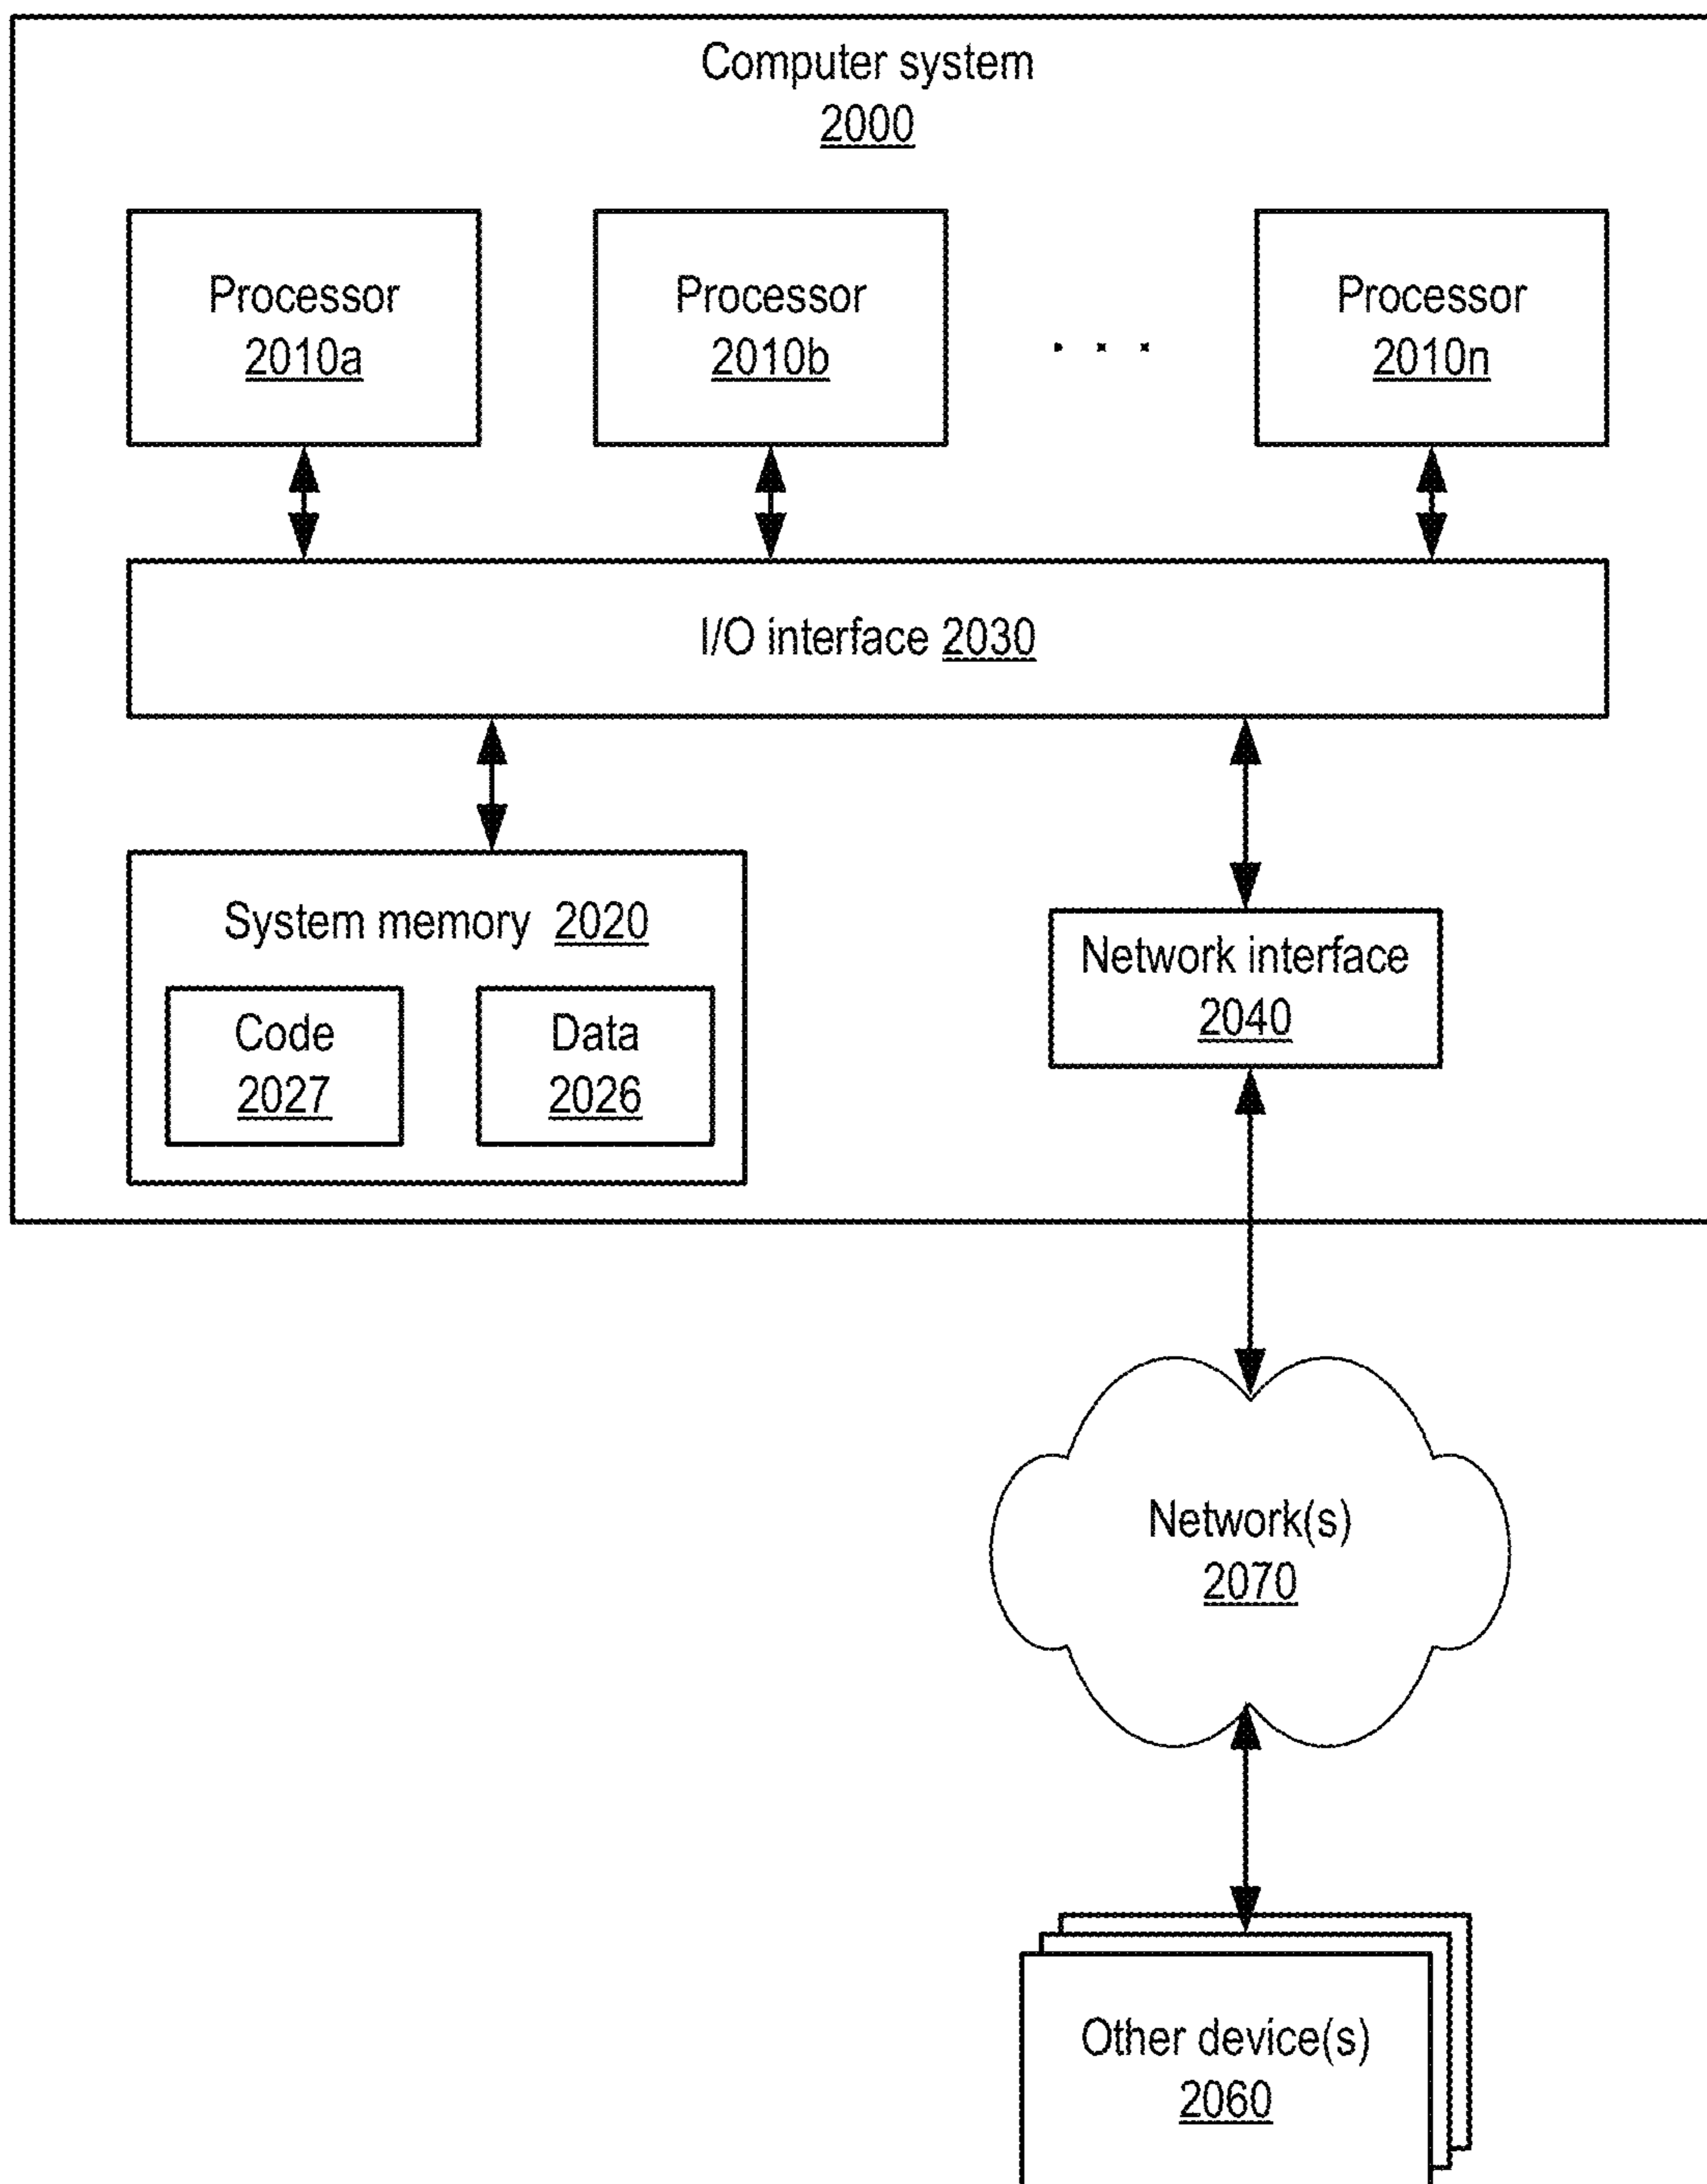 Computer system
2000
Processor
2010a
Processor
2010b
. . .
Processor
2010n
I/O interface 2030
System memory 2020
Code
2027
Data
2026
Network interface
2040
Network(s)
2070
Other device(s)
2060